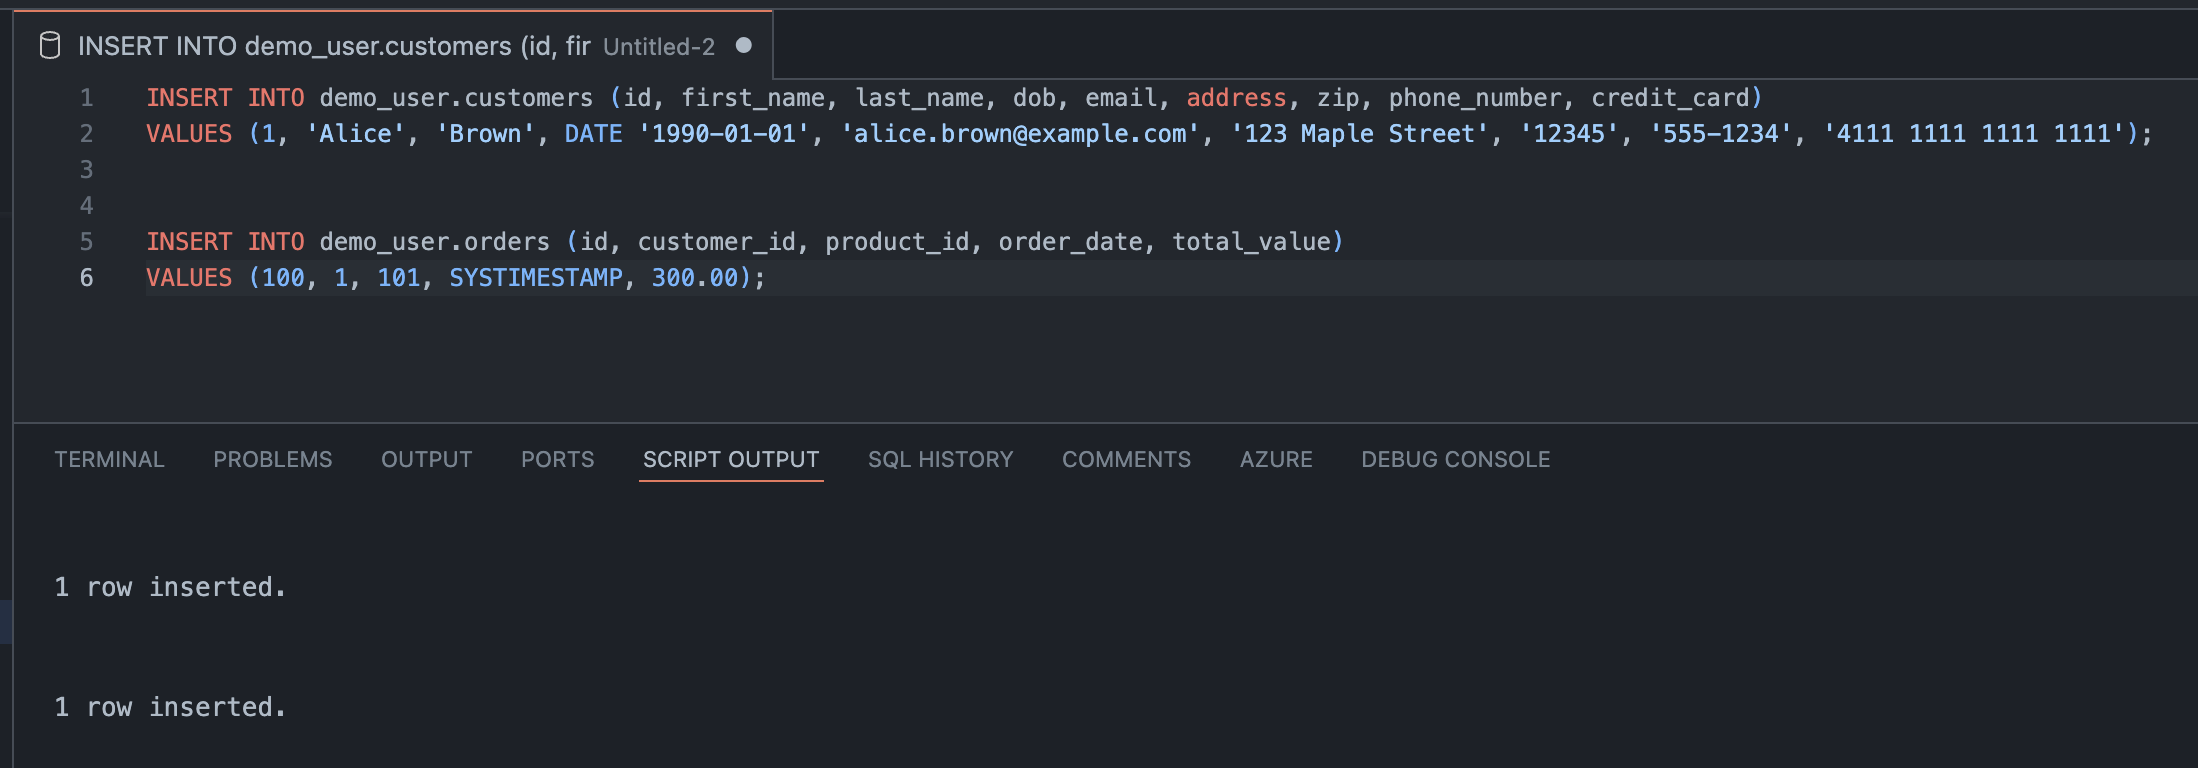 INSERT INTO demo_user.customers (id, fir Untitled-2
1 INSERT INTO demo_user.customers (id, first_name, last_name, dob, email, address, zip, phone_number, credit_card)
2 VALUES (1, 'Alice', 'Brown', DATE '1990-01-01', 'alice.brown@example.com', '123 Maple Street', '12345', '555-1234', '4111 1111 1111 1111');
3
4
5 INSERT INTO demo_user.orders (id, customer_id, product_id, order_date, total_value)
6 VALUES (100, 1, 101, SYSTIMESTAMP, 300.00);
TERMINAL PROBLEMS OUTPUT PORTS SCRIPT OUTPUT SQL HISTORY COMMENTS AZURE DEBUG CONSOLE
1 row inserted.
1 row inserted.